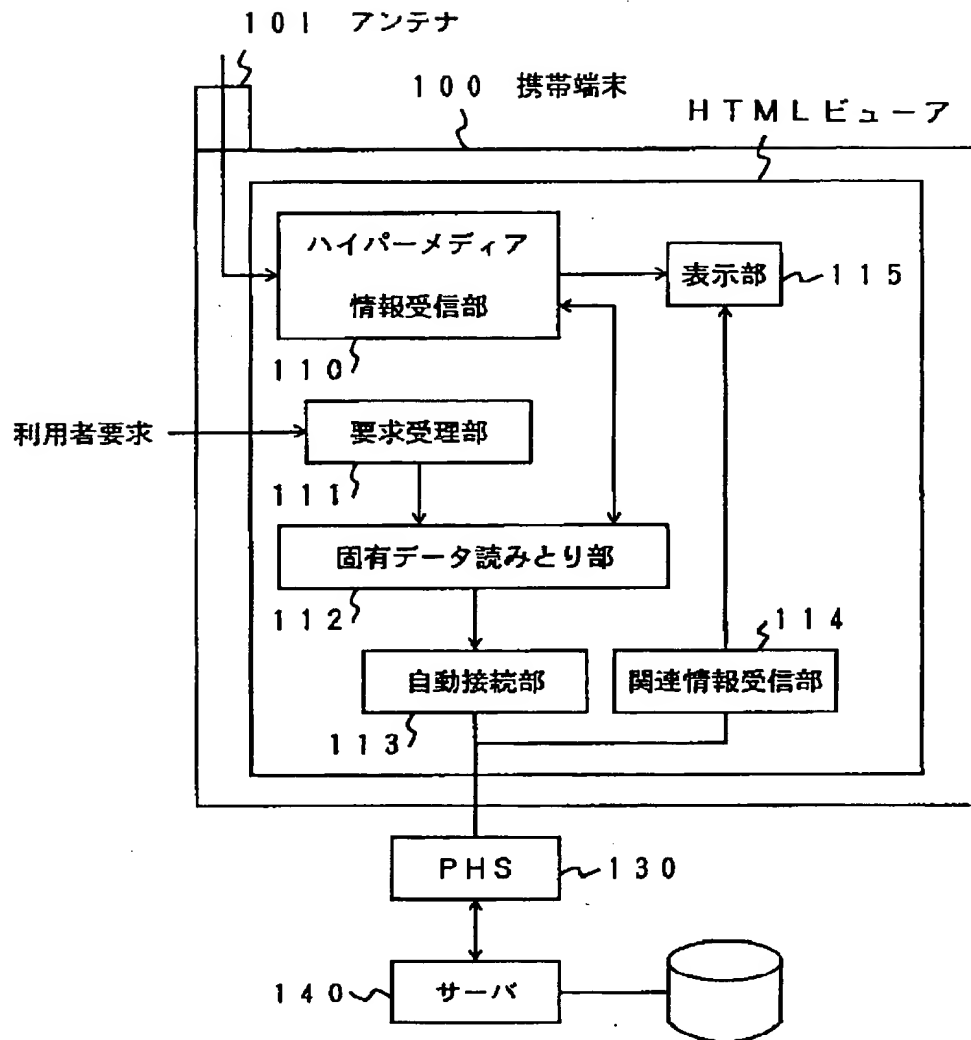 １０１ アンテナ
１００ 携帯端末
ＨＴＭＬビューア
ハイパーメディア
情報受信部
１１０
表示部
１１５
利用者要求
要求受理部
１１１
固有データ読みとり部
１１２
１１４
自動接続部
１１３
関連情報受信部
ＰＨＳ
１３０
１４０
サーバ